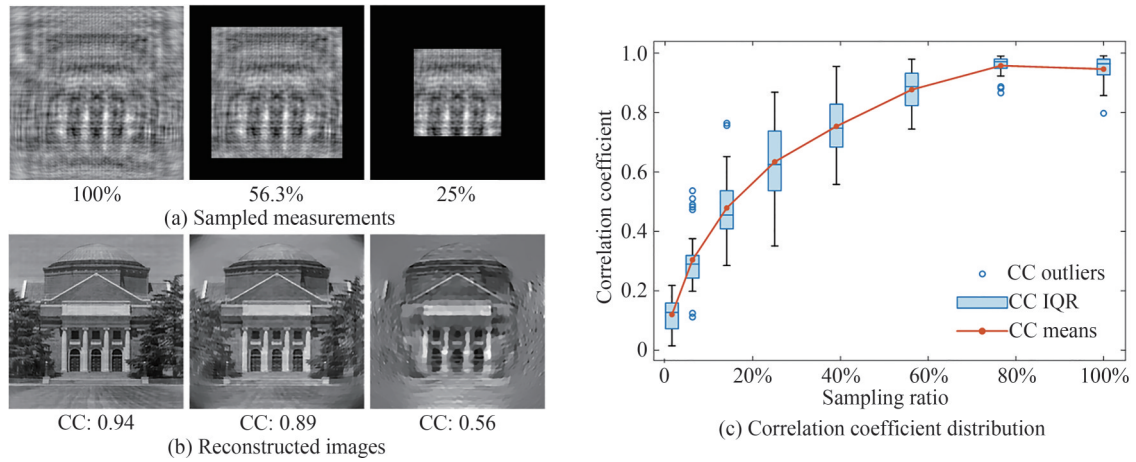 100% 56.3% 25%
(a) Sampled measurements
CC: 0.94 CC: 0.89 CC: 0.56
(b) Reconstructed images
Correlation coefficient
1.0
0.8
0.6
0.4
0.2
0
CC outliers
CC IQR
CC means
0 20% 40% 60% 80% 100%
Sampling ratio
(c) Correlation coefficient distribution